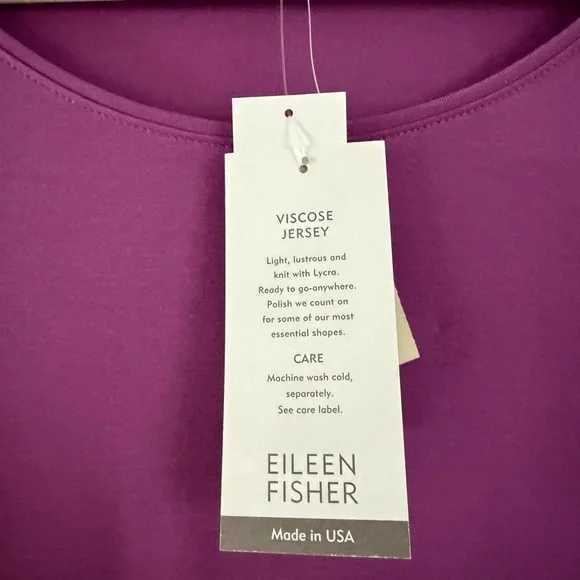 VISCOSE
JERSEY
Light, lustrous and
knit with Lycra.
Ready to go-anywhere.
Polish we count on
for some of our most
essential shapes.
CARE
Machine wash cold,
separately.
See care label.
EILEEN
FISHER
Made in USA